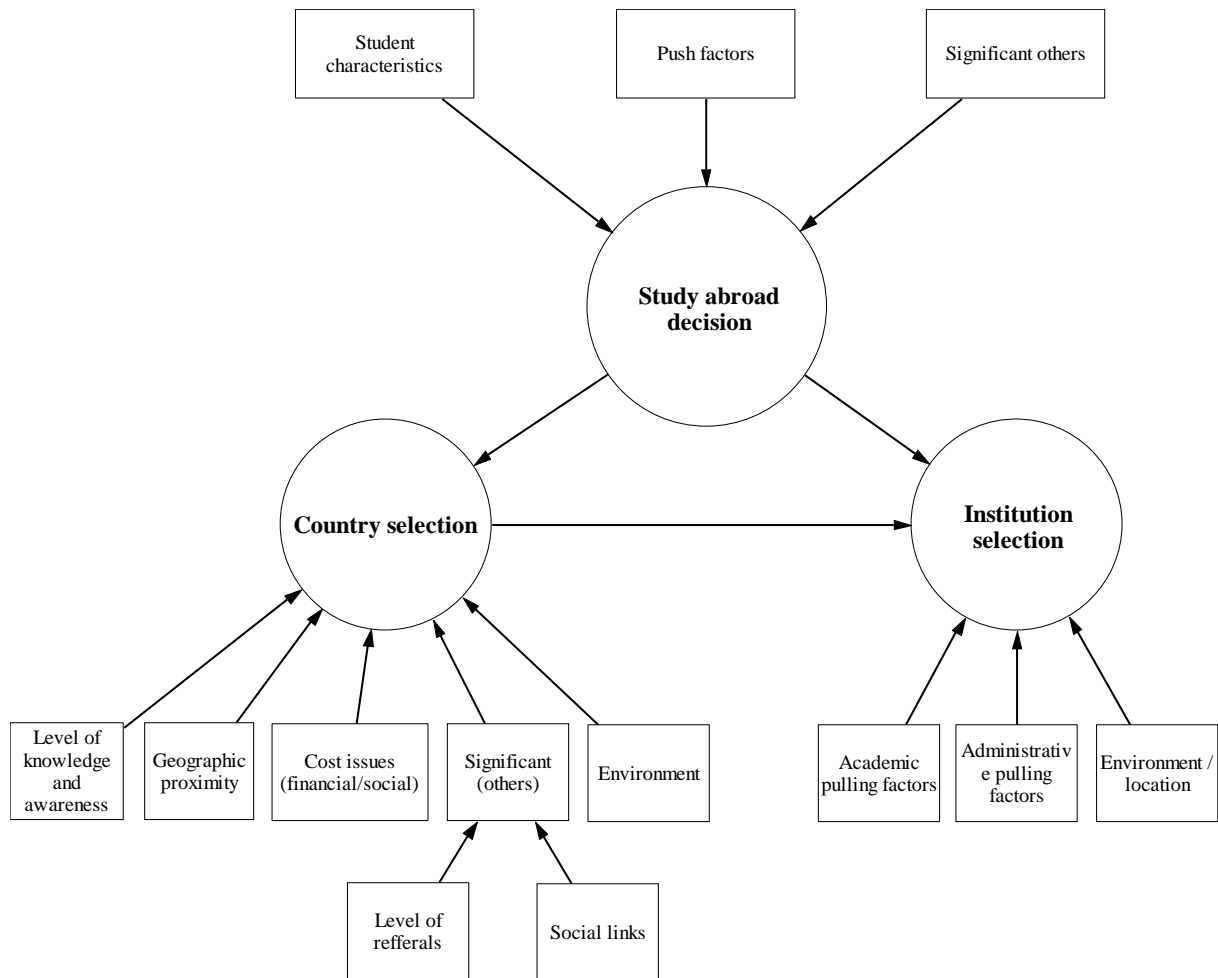 Student
characteristics
Push factors
Significant others
Study abroad
decision
Country selection
Institution
selection
Level of
knowledge
and
awareness
Geographic
proximity
Cost issues
(financial/social)
Significant
(others)
Environment
Academic
pulling factors
Administrativ
e pulling
factors
Environment /
location
Level of
refferals
Social links